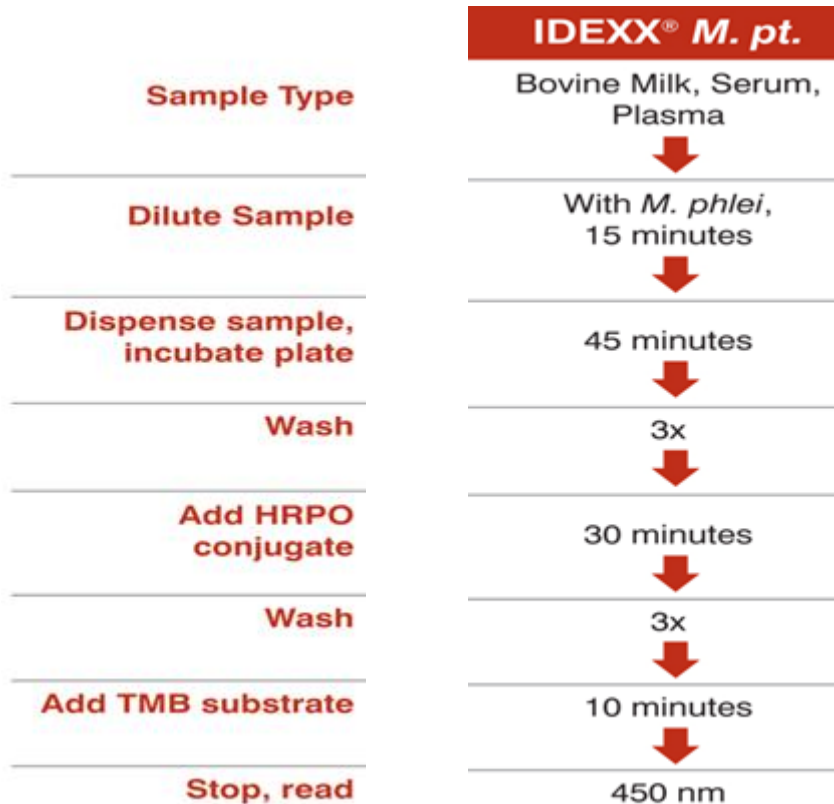 IDEXX® M. pt.
Sample Type
Bovine Milk, Serum,
Plasma
Dilute Sample
With M. phlei,
15 minutes
Dispense sample,
incubate plate
45 minutes
Wash
3x
Add HRPO
conjugate
30 minutes
Wash
3x
Add TMB substrate
10 minutes
Stop, read
450 nm